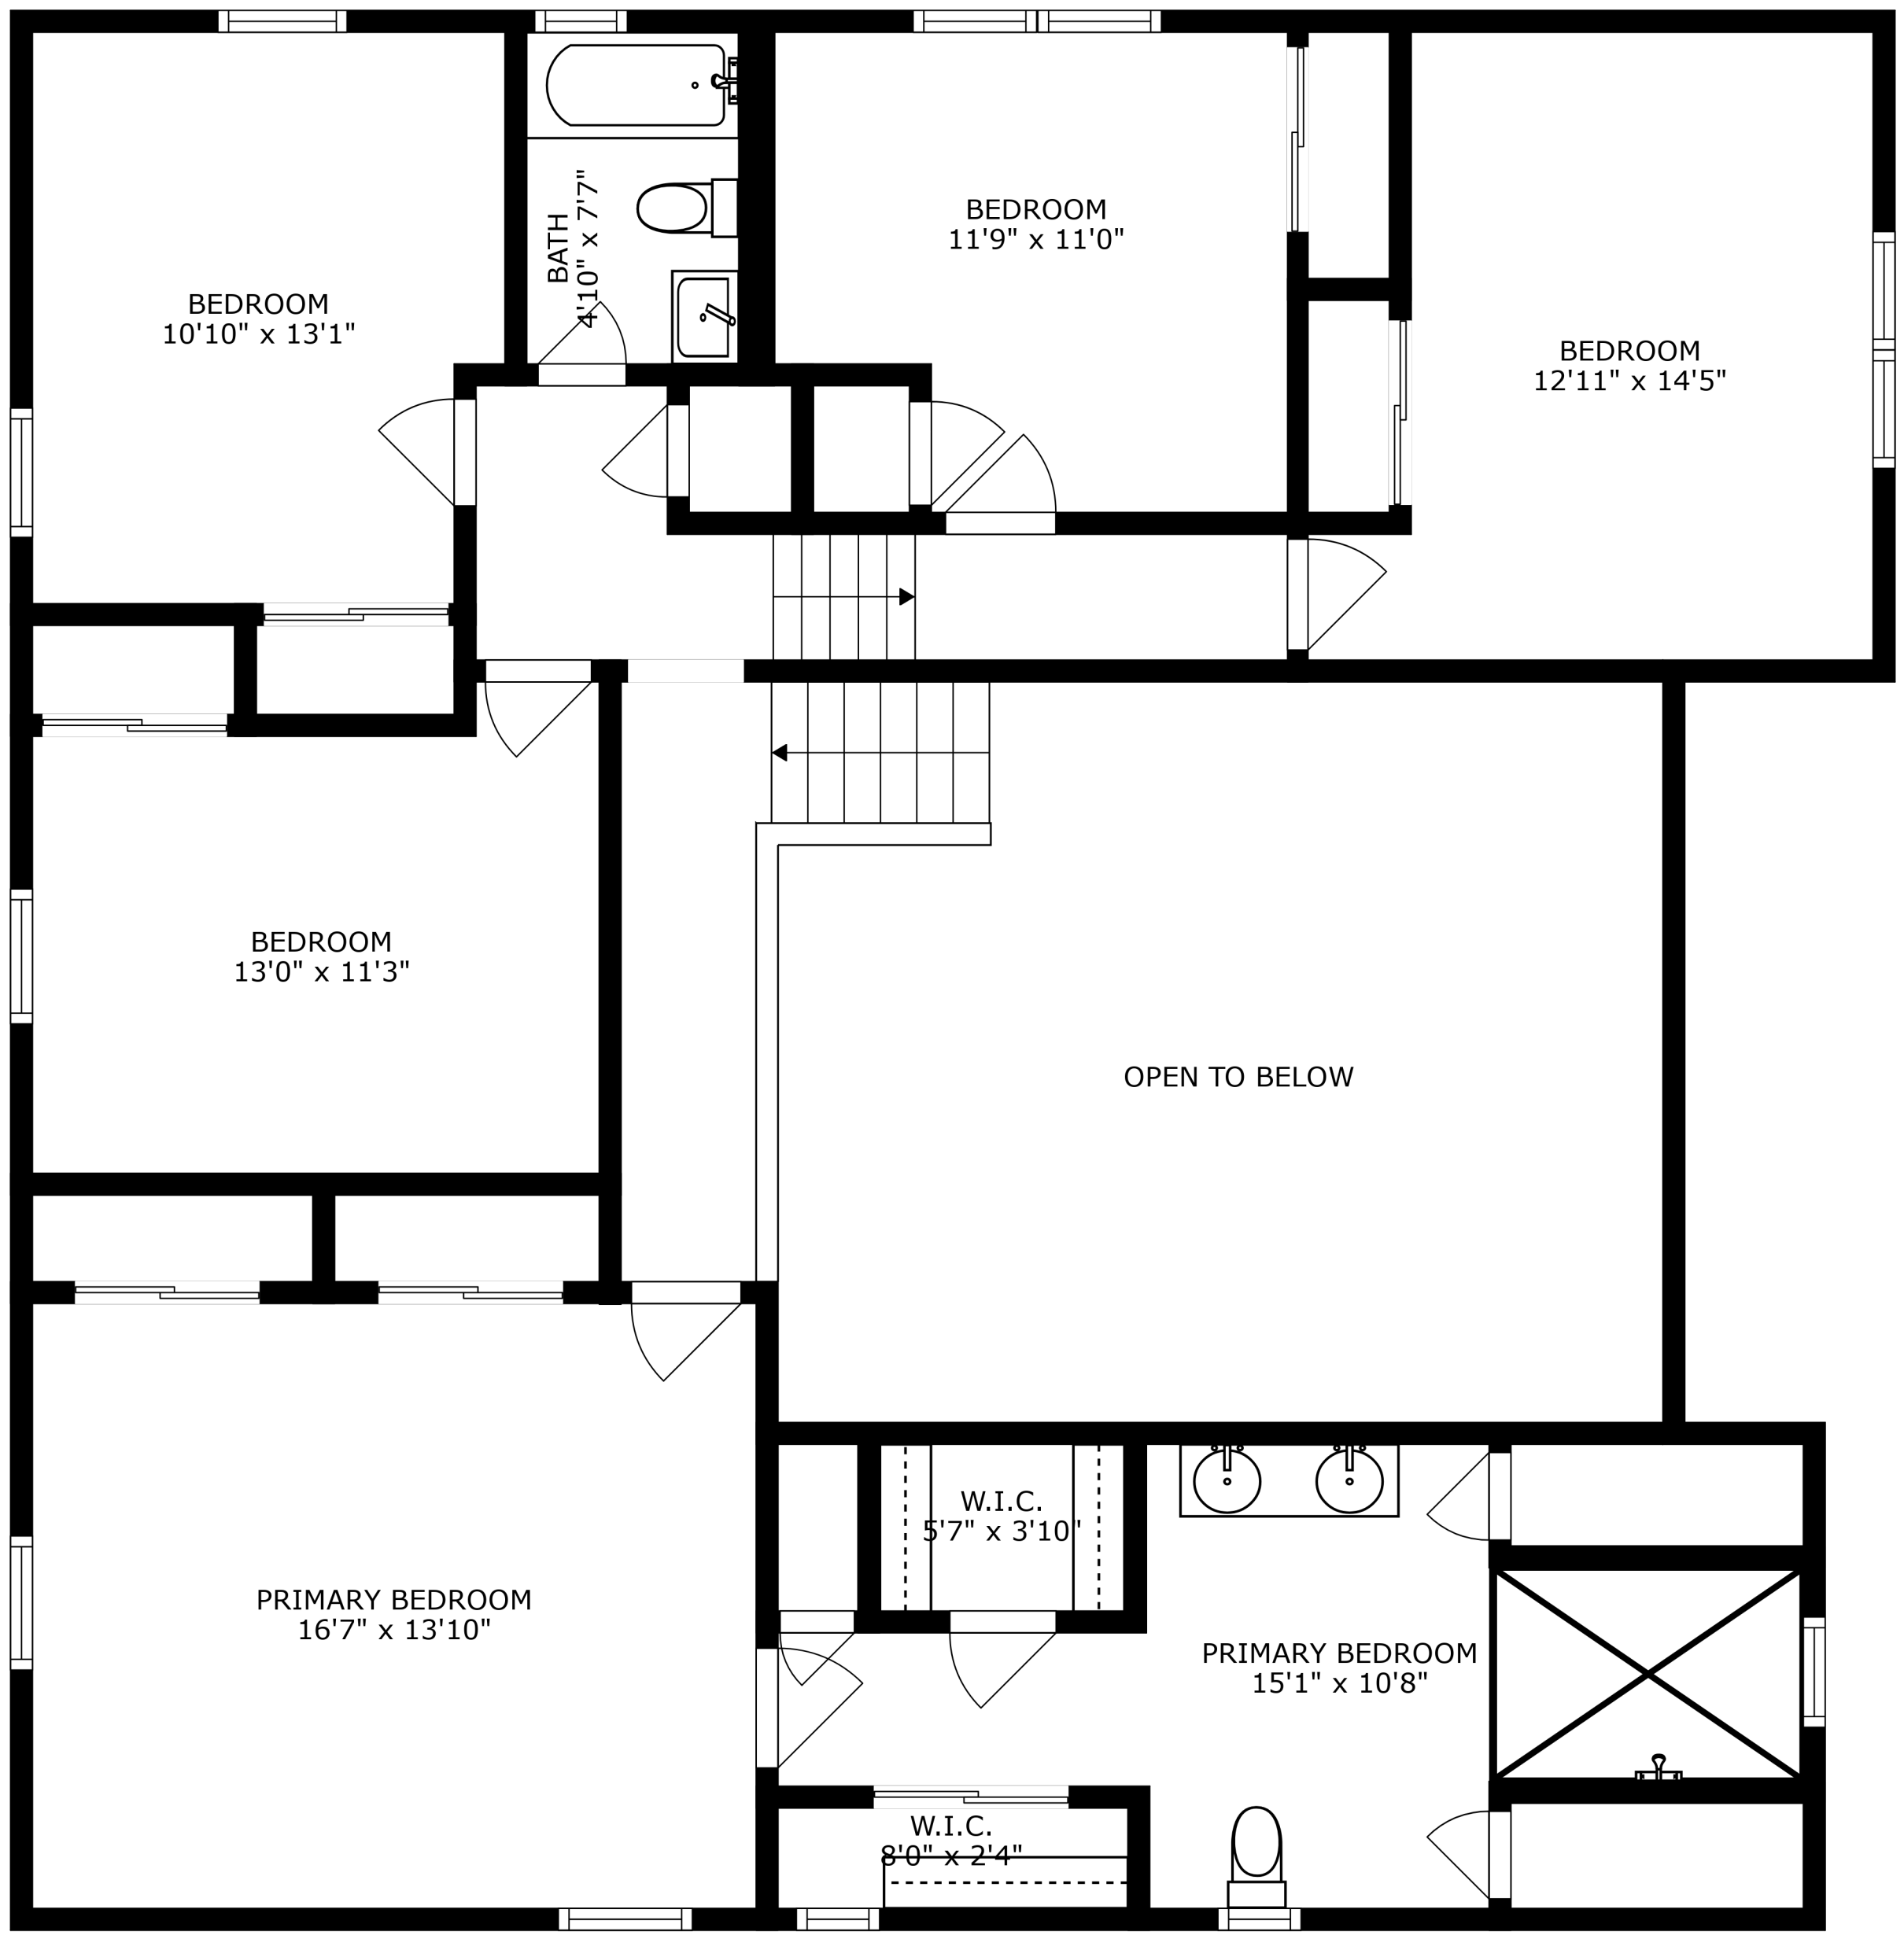 BATH
4'10" x 7'7"
BEDROOM
11'9" x 11'0"
BEDROOM
10'10" x 13'1"
BEDROOM
12'11" x 14'5"
BEDROOM
13'0" x 11'3"
OPEN TO BELOW
W.I.C.
5'7" x 3'10"
PRIMARY BEDROOM
16'7" x 13'10"
PRIMARY BEDROOM
15'1" x 10'8"
W.I.C.
8'0" x 2'4"